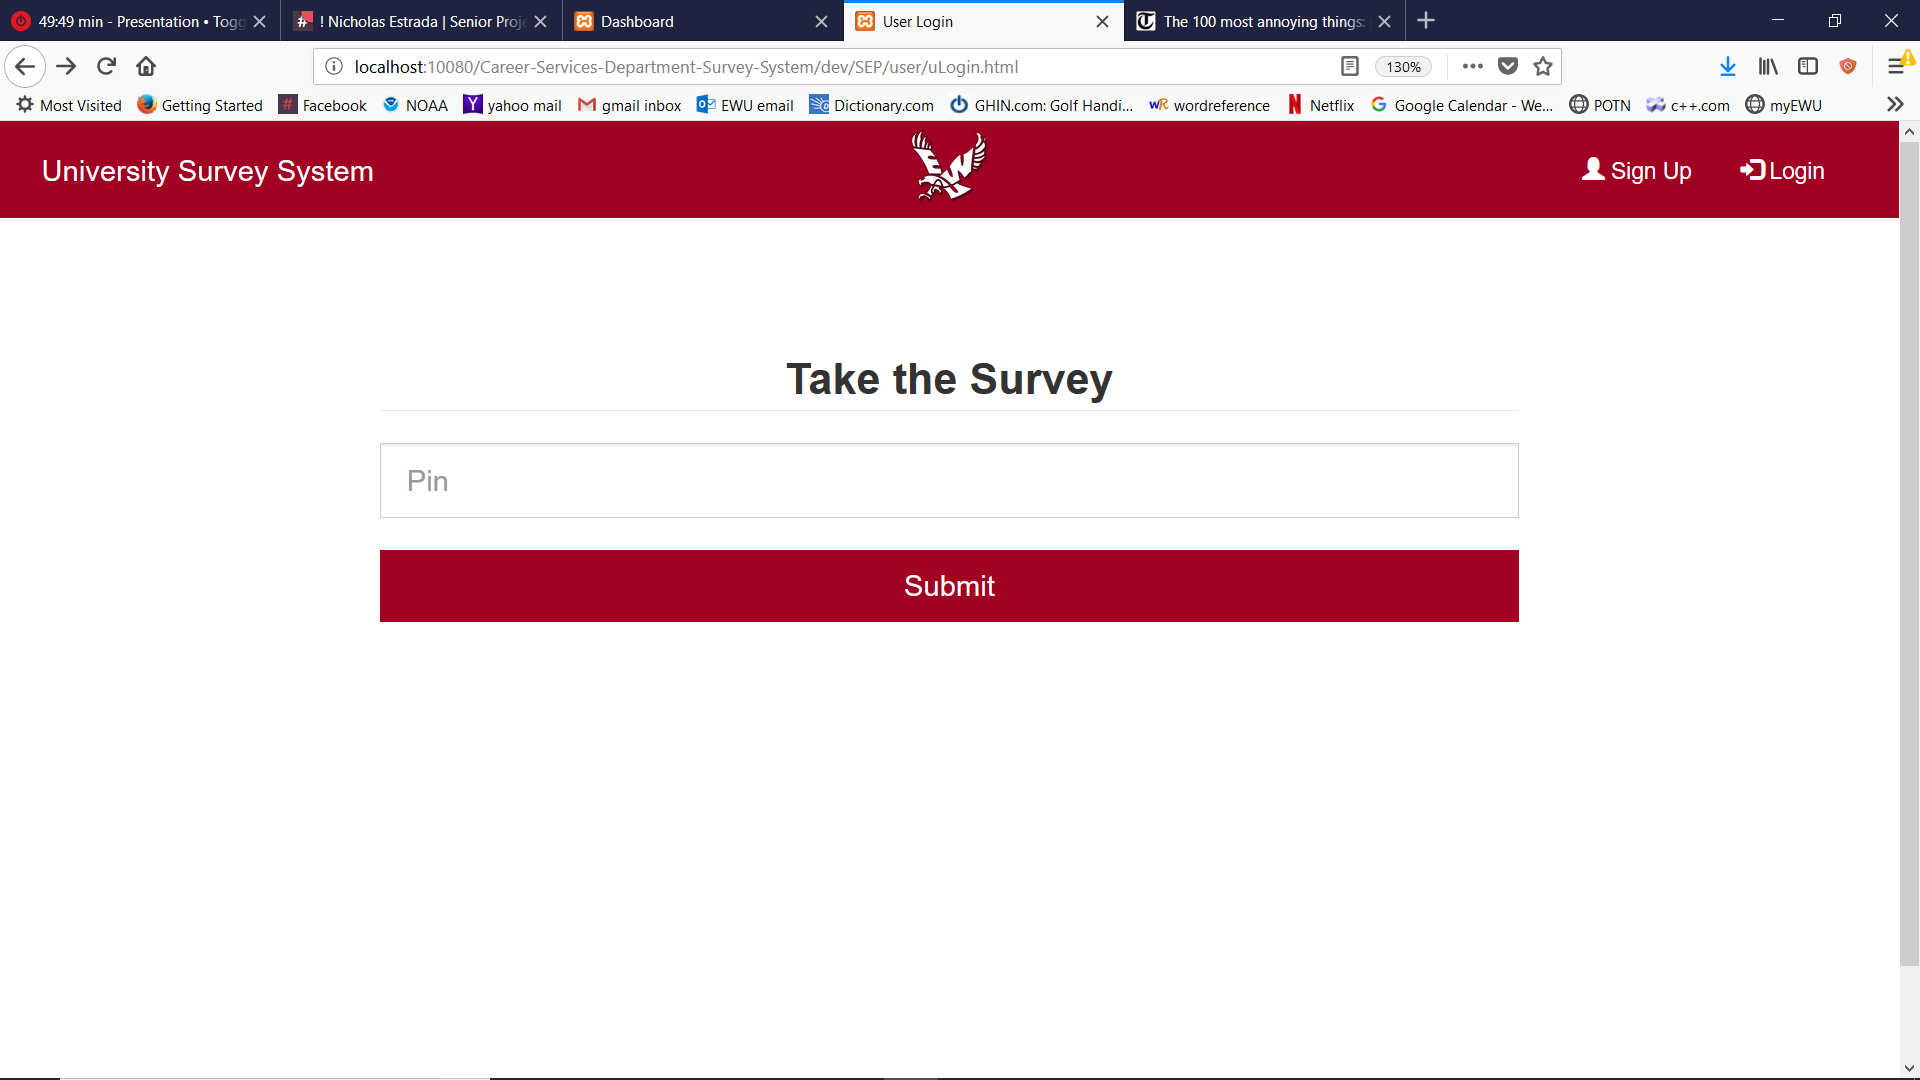 49:49 min - Presentation • Togg
! Nicholas Estrada | Senior Proje
Dashboard
User Login
The 100 most annoying things:
localhost:10080/Career-Services-Department-Survey-System/dev/SEP/user/uLogin.html
130%
Most Visited
Getting Started
Facebook
NOAA
yahoo mail
gmail inbox
EWU email
Dictionary.com
GHIN.com: Golf Handi...
wordreference
Netflix
Google Calendar - We...
POTN
c++.com
myEWU
University Survey System
Sign Up
Login
Take the Survey
Pin
Submit